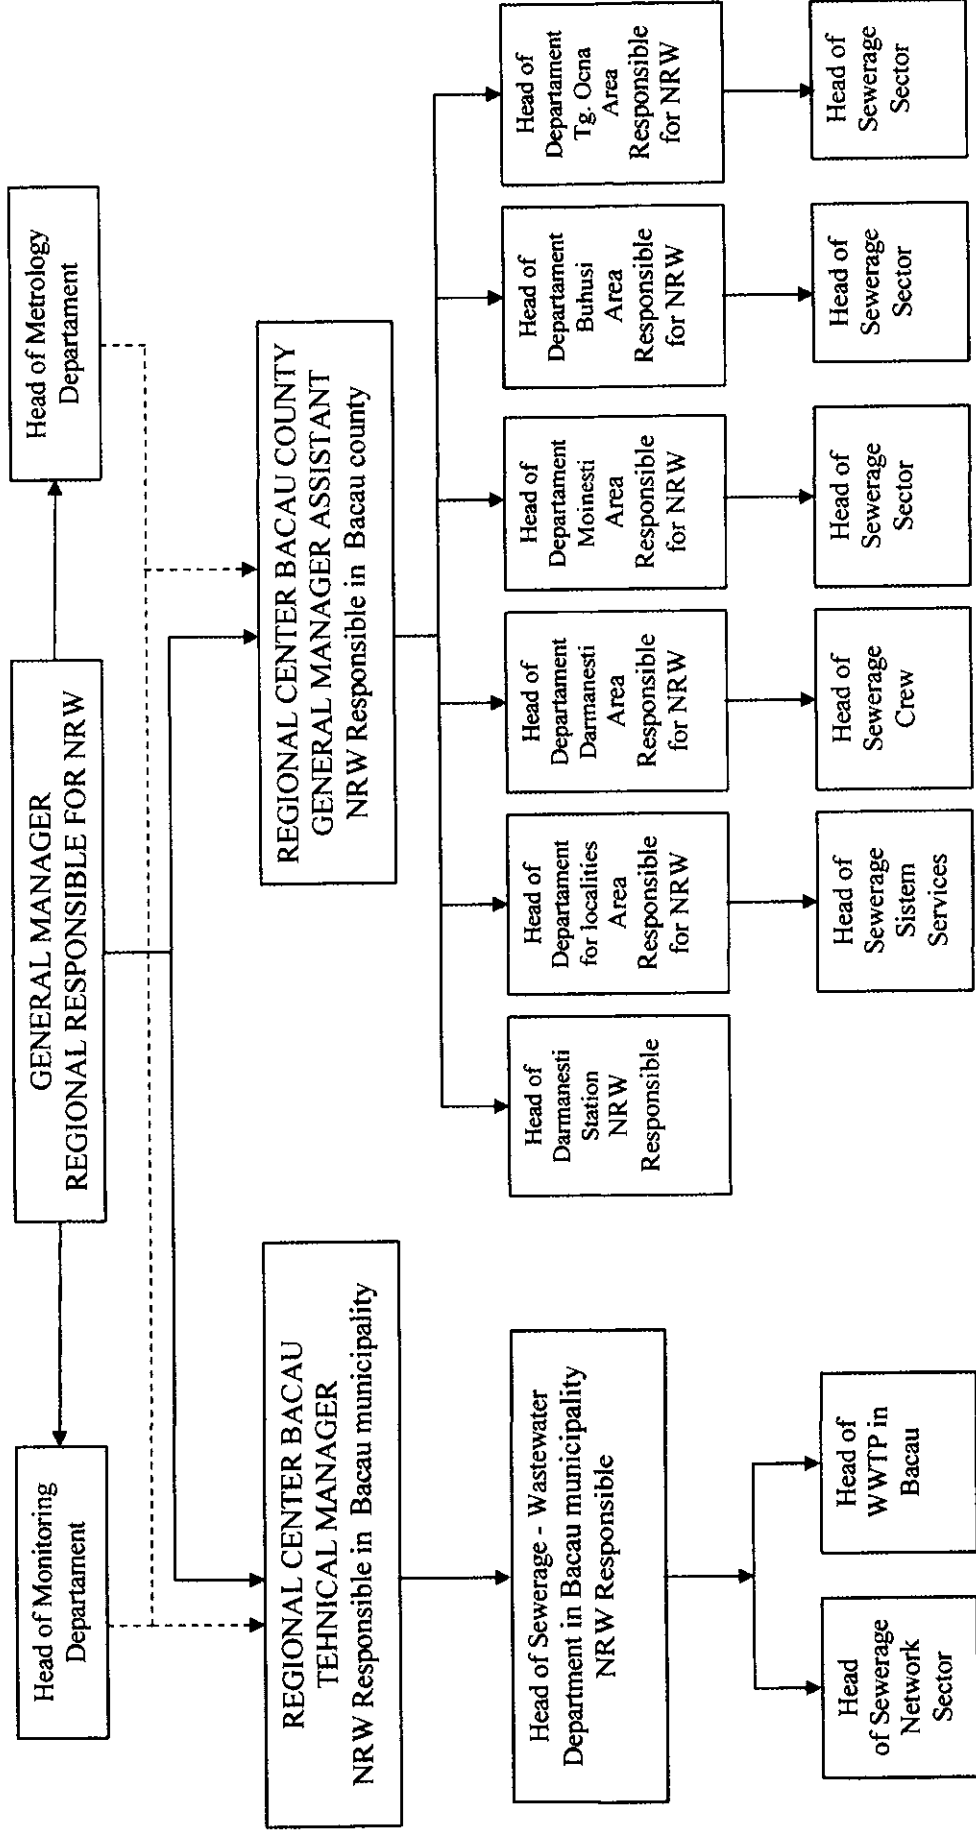 GENERAL MANAGER
REGIONAL RESPONSIBLE FOR NRW
Head of Monitoring
Departament
Head of Metrology
Departament
REGIONAL CENTER BACAU
TEHNICAL MANAGER
NRW Responsible in Bacau municipality
REGIONAL CENTER BACAU COUNTY
GENERAL MANAGER ASSISTANT
NRW Responsible in Bacau county
Head of Sewerage - Wastewater
Department in Bacau municipality
NRW Responsible
Head of
Darmanesti
Station
NRW
Responsible
Head of
Departament
for localities
Area
Responsible
for NRW
Head of
Departament
Darmanesti
Area
Responsible
for NRW
Head of
Departament
Moinesti
Area
Responsible
for NRW
Head of
Departament
Buhusi
Area
Responsible
for NRW
Head of
Departament
Tg. Ocna
Area
Responsible
for NRW
Head
of Sewerage
Network
Sector
Head of
WWTP in
Bacau
Head of
Sewerage
Sistem
Services
Head of
Sewerage
Crew
Head of
Sewerage
Sector
Head of
Sewerage
Sector
Head of
Sewerage
Sector